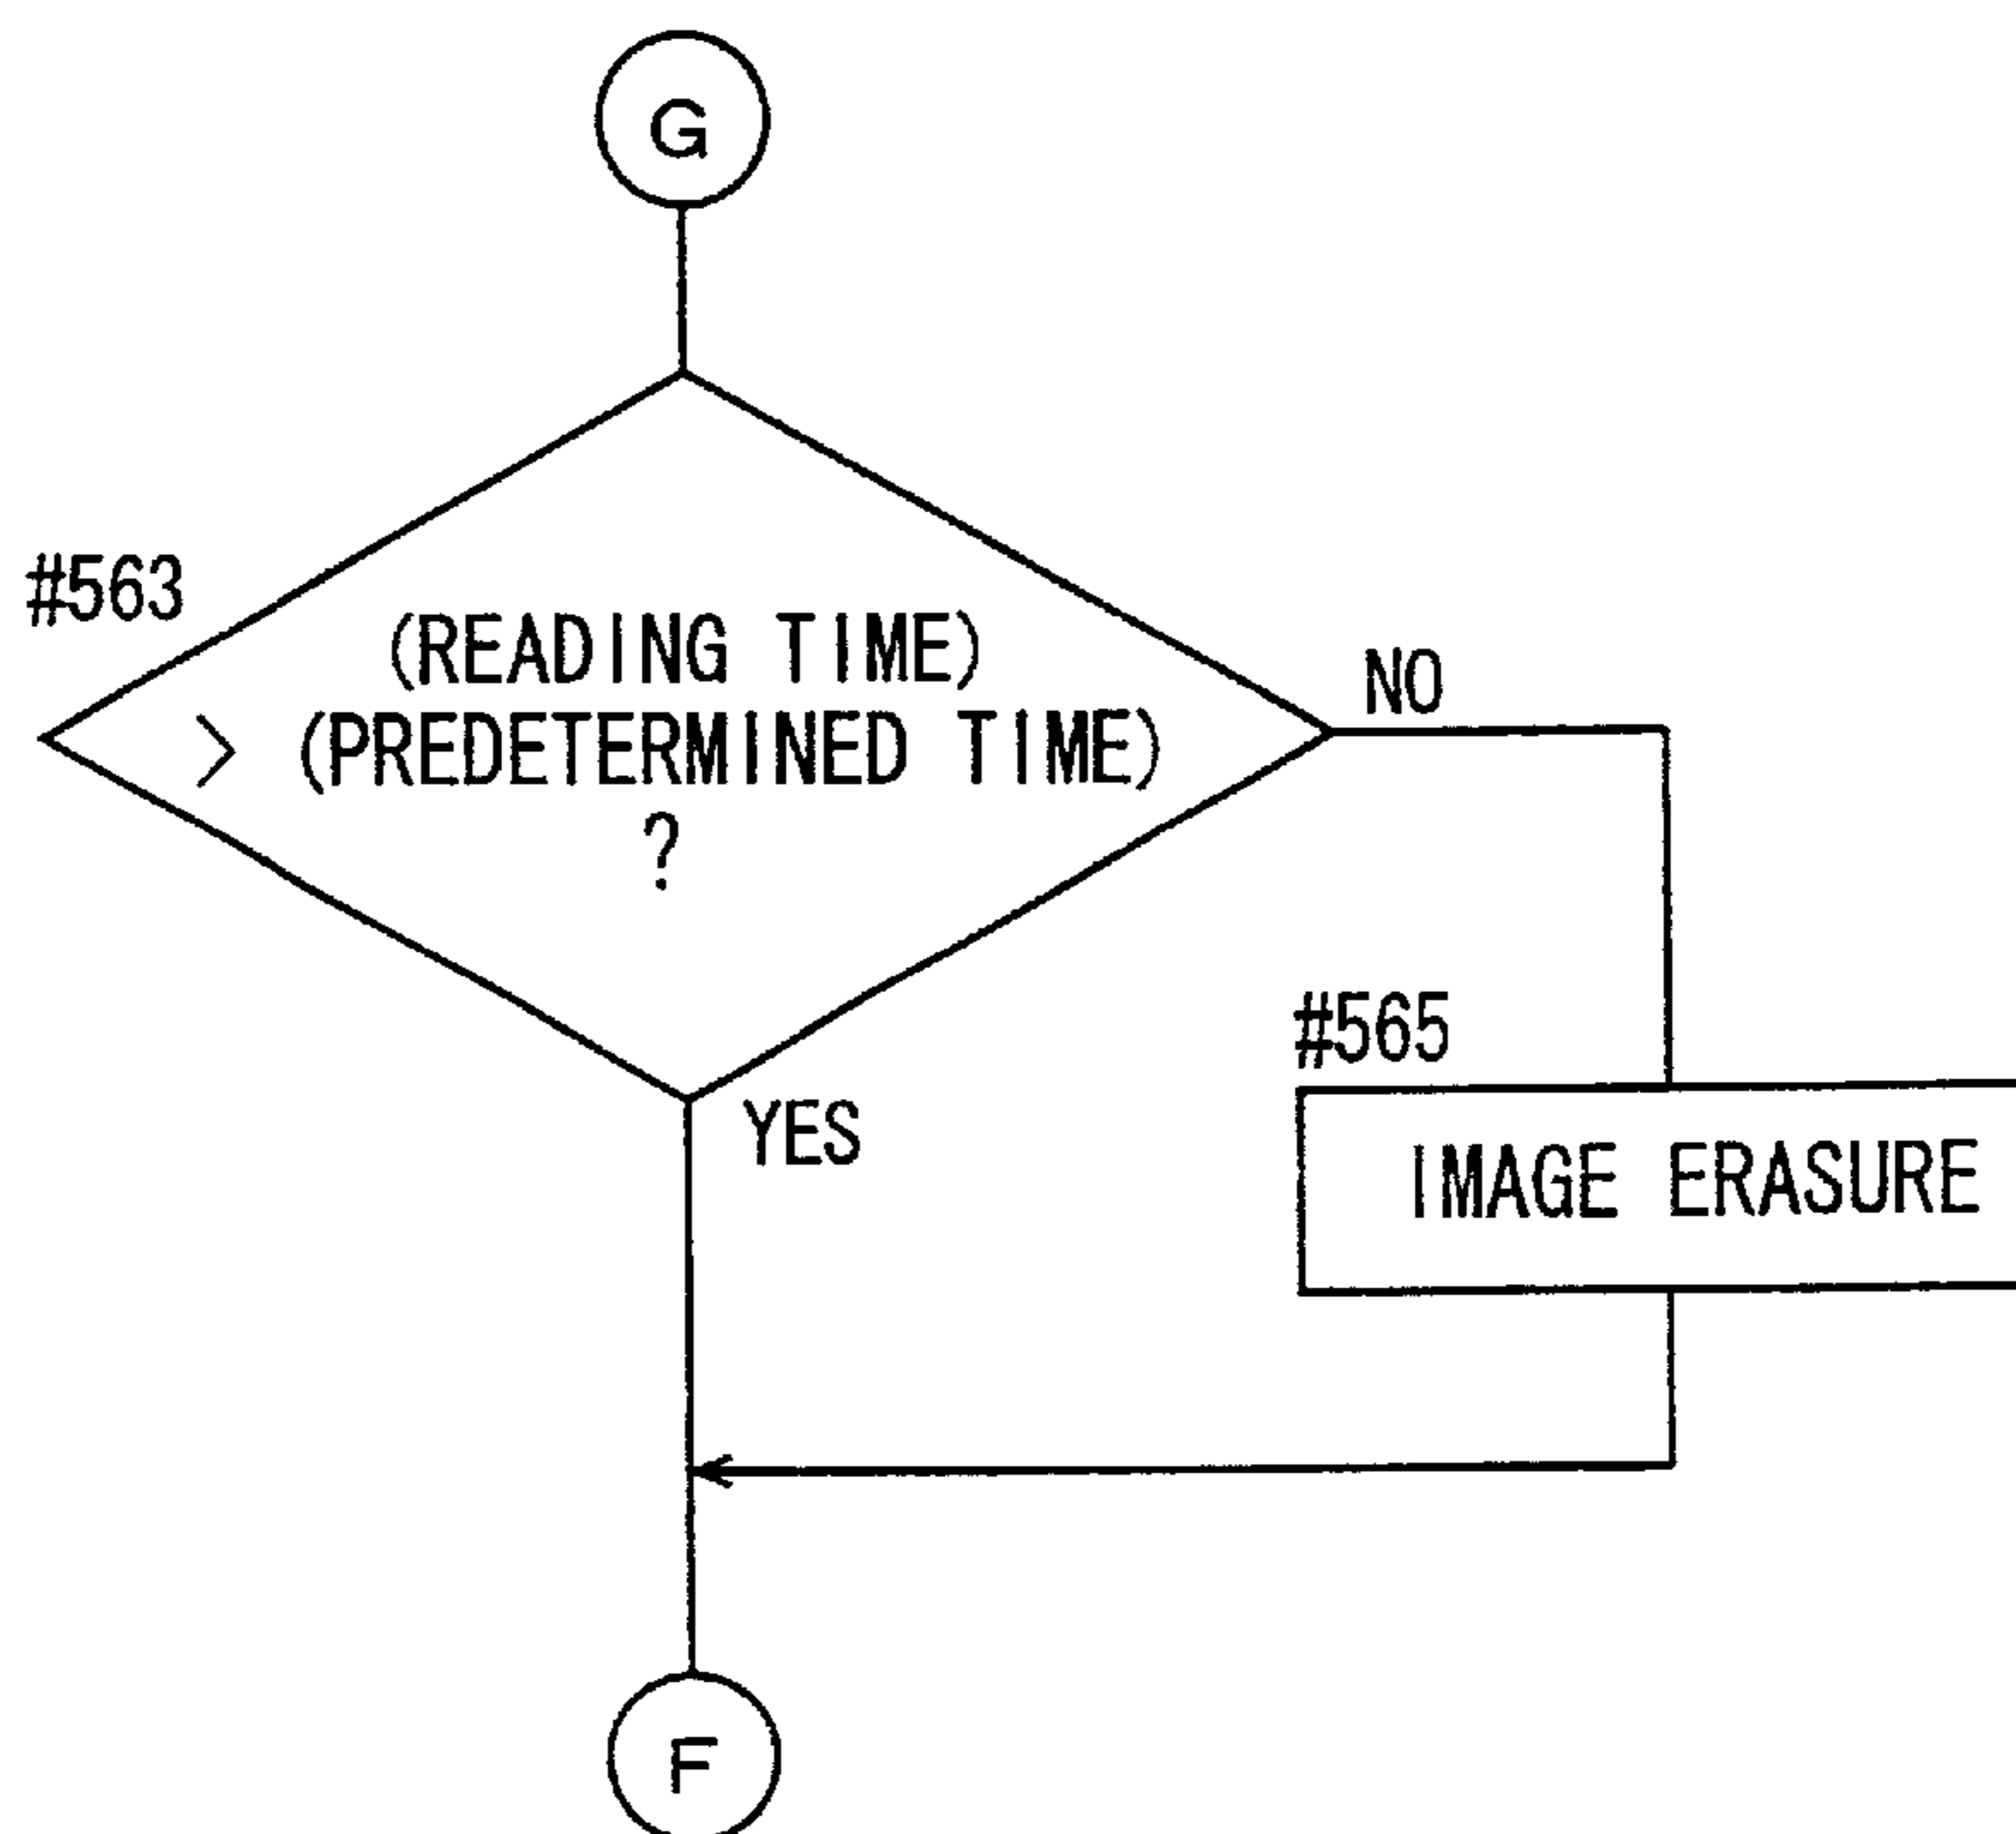 G
#563
(READING TIME)
> (PREDETERMINED TIME)
?
NO
YES
#565
IMAGE ERASURE
F